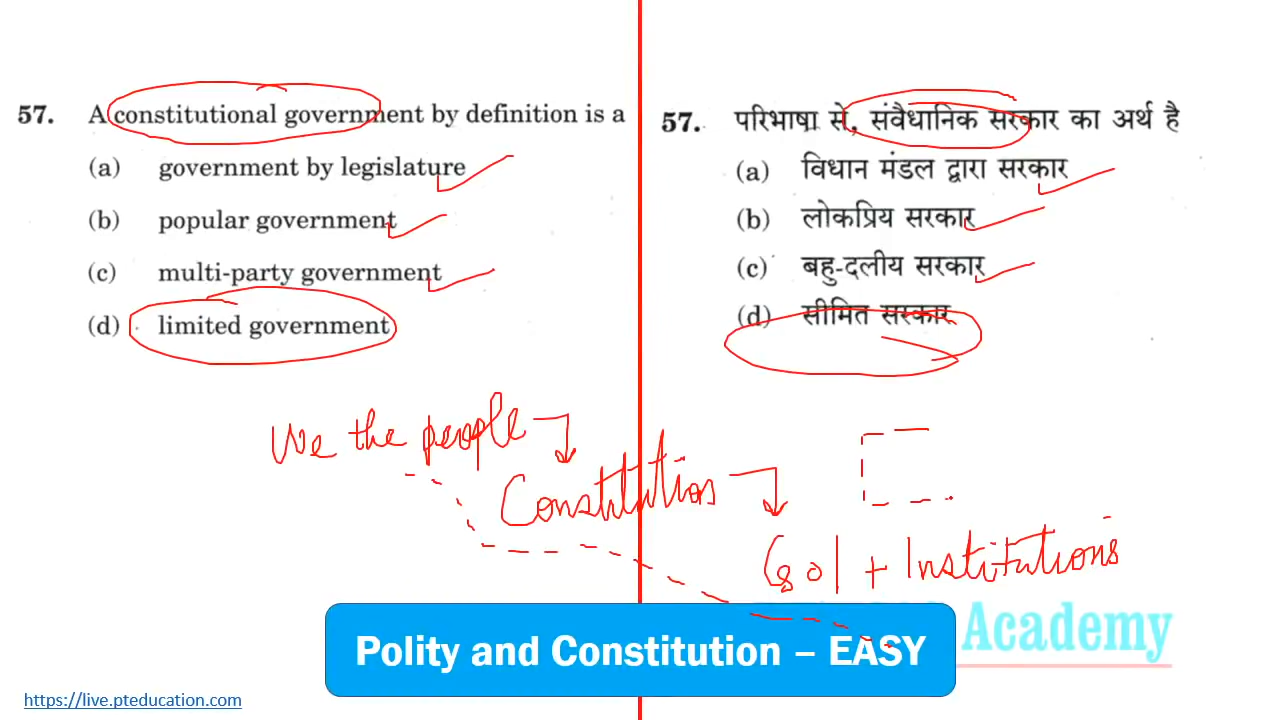 57. A constitutional government by definition is a
(a) government by legislature
(b) popular government
(c) multi-party government
(d) limited government
57. परिभाषा से, संवैधानिक सरकार का अर्थ है
(a) विधान मंडल द्वारा सरकार
(b) लोकप्रिय सरकार
(c) बहु-दलीय सरकार
(d) सीमित सरकार
We the people
Constitution
GoI + Institutions
Academy
Polity and Constitution – EASY
https://live.pteducation.com